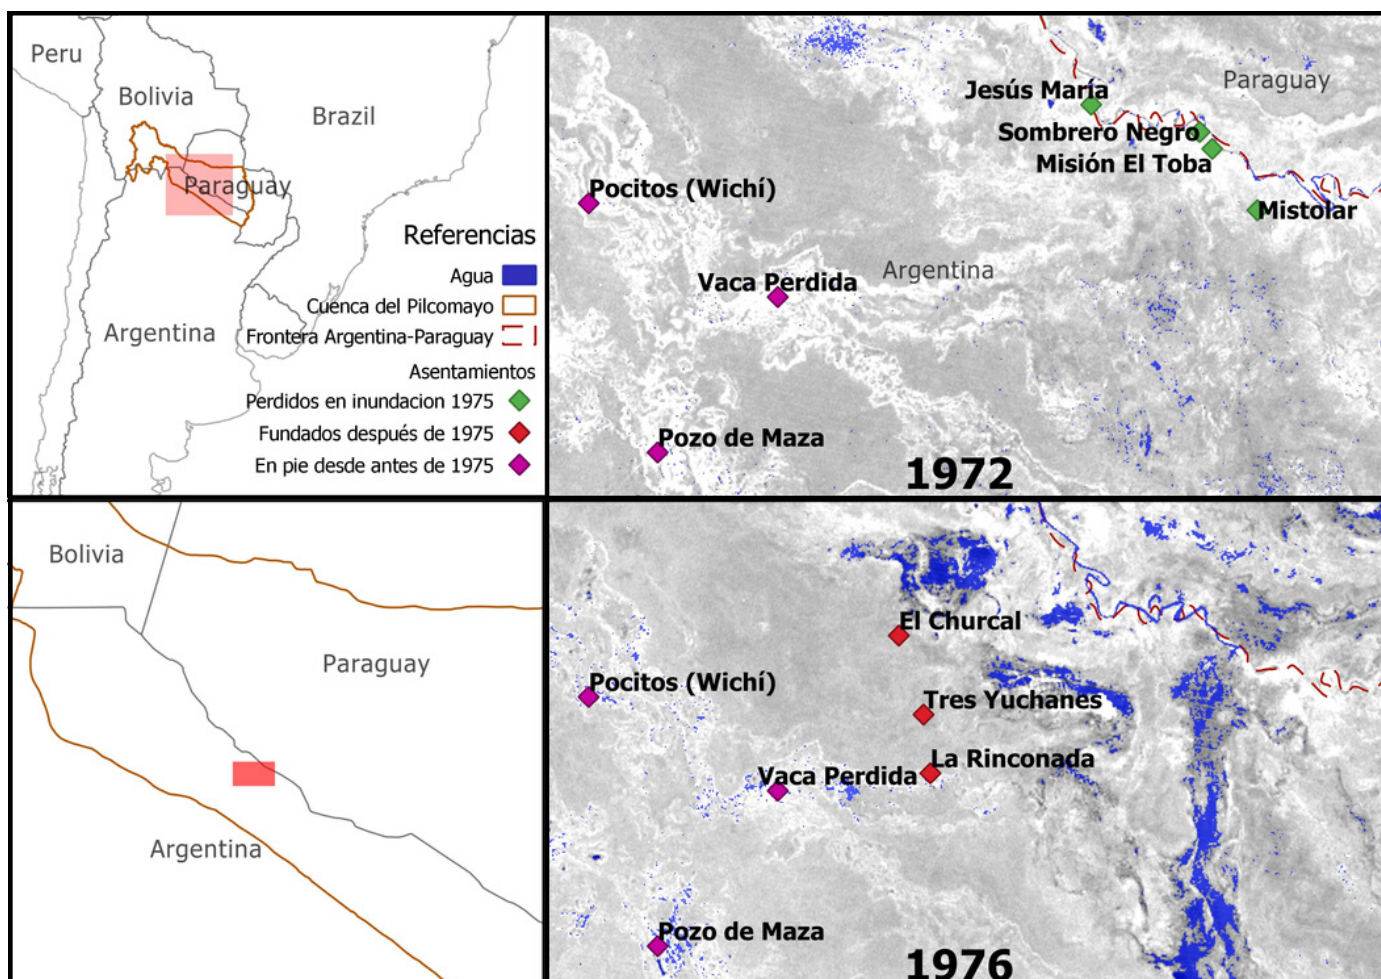 Peru
Bolivia
Brazil
Paraguay
Argentina
Referencias
Agua
Cuenca del Pilcomayo
Frontera Argentina-Paraguay
Asentamientos
Perdidos en inundacion 1975
Fundados después de 1975
En pie desde antes de 1975
Paraguay
Jesús María
Sombrero Negro
Misión El Toba
Pocitos (Wichí)
Mistolar
Argentina
Vaca Perdida
Pozo de Maza
1972
Bolivia
Paraguay
Argentina
El Churcal
Pocitos (Wichí)
Tres Yuchanes
La Rinconada
Vaca Perdida
Pozo de Maza
1976